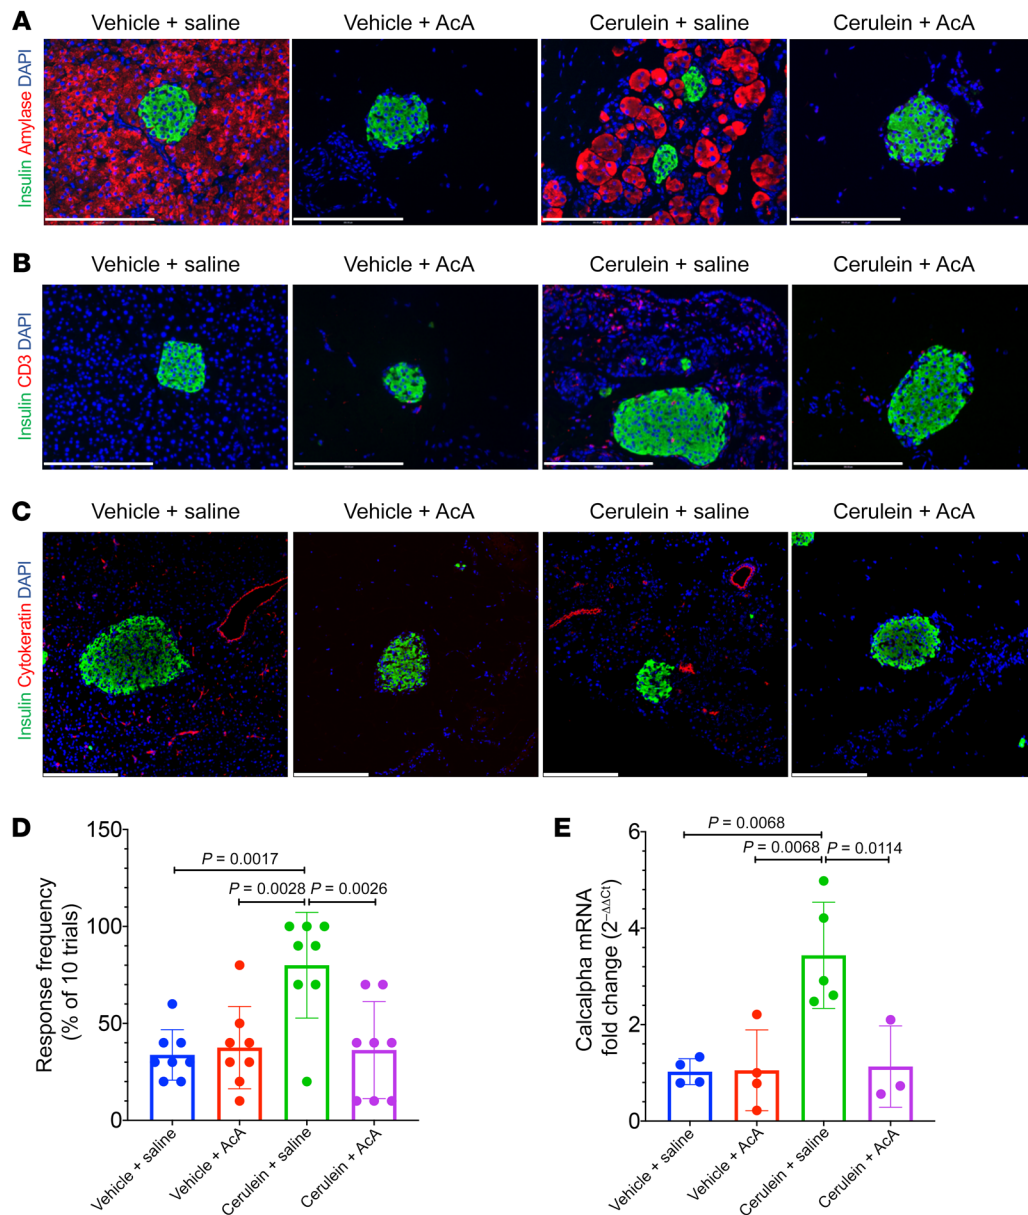 A
Vehicle + saline
Vehicle + AcA
Cerulein + saline
Cerulein + AcA
Insulin Amylase DAPI
B
Vehicle + saline
Vehicle + AcA
Cerulein + saline
Cerulein + AcA
Insulin CD3 DAPI
C
Vehicle + saline
Vehicle + AcA
Cerulein + saline
Cerulein + AcA
Insulin Cytokeratin DAPI
D
Response frequency
(% of 10 trials)
150
100
50
0
P = 0.0017
P = 0.0028
P = 0.0026
Vehicle + saline
Vehicle + AcA
Cerulein + saline
Cerulein + AcA
E
Calcalpha mRNA
fold change (2⁻ΔΔCt)
6
4
2
0
P = 0.0068
P = 0.0068
P = 0.0114
Vehicle + saline
Vehicle + AcA
Cerulein + saline
Cerulein + AcA